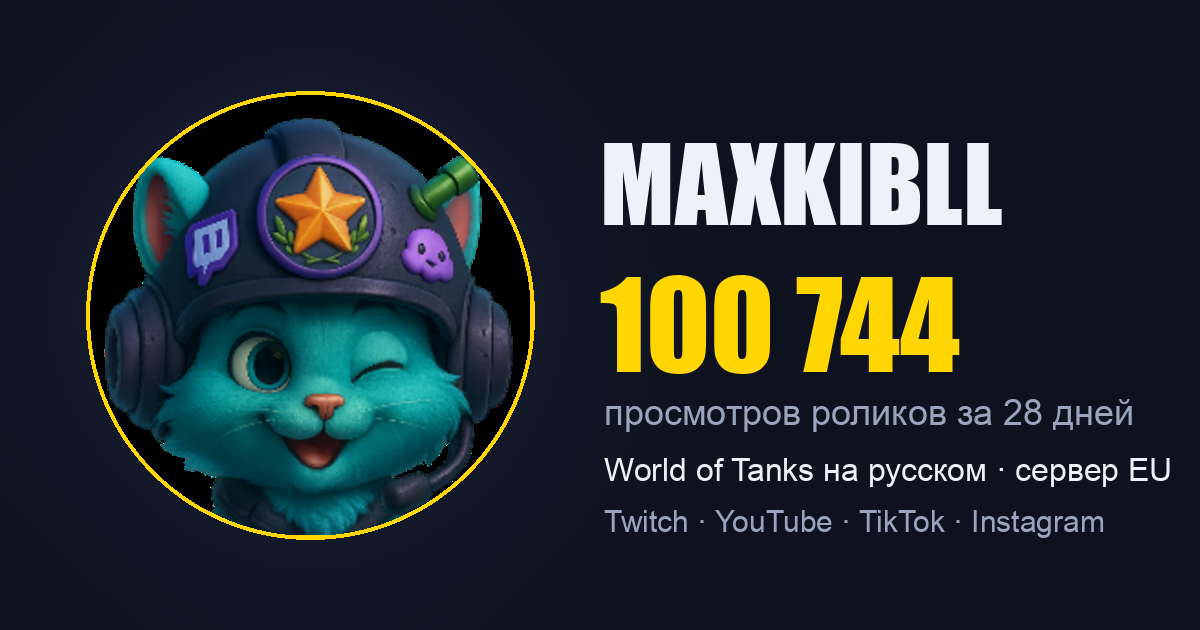 MAXKIBLL
100 744
просмотров роликов за 28 дней
World of Tanks на русском · сервер EU
Twitch · YouTube · TikTok · Instagram